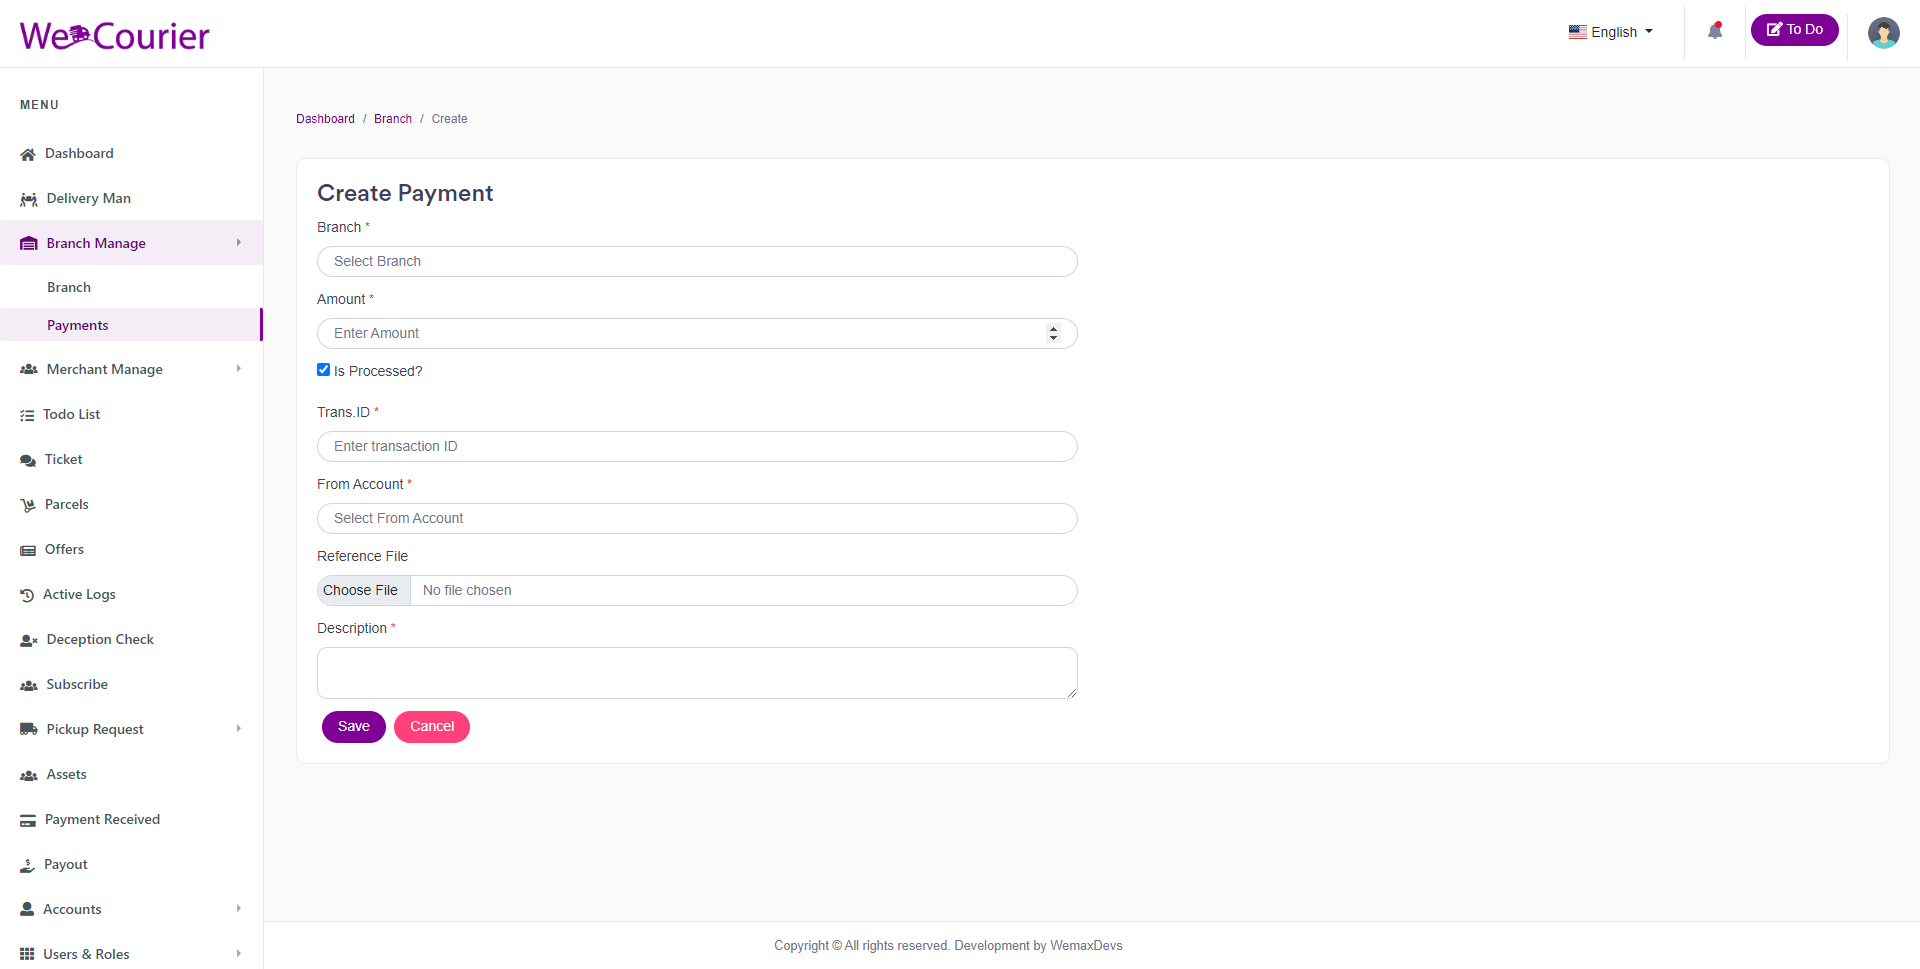 We Courier
English
To Do
MENU
Dashboard
Delivery Man
Branch Manage
Branch
Payments
Merchant Manage
Todo List
Ticket
Parcels
Offers
Active Logs
Deception Check
Subscribe
Pickup Request
Assets
Payment Received
Payout
Accounts
Users & Roles
Dashboard / Branch / Create
Create Payment
Branch *
Select Branch
Amount *
Enter Amount
Is Processed?
Trans.ID *
Enter transaction ID
From Account *
Select From Account
Reference File
Choose File No file chosen
Description *
Save Cancel
Copyright © All rights reserved. Development by WemaxDevs